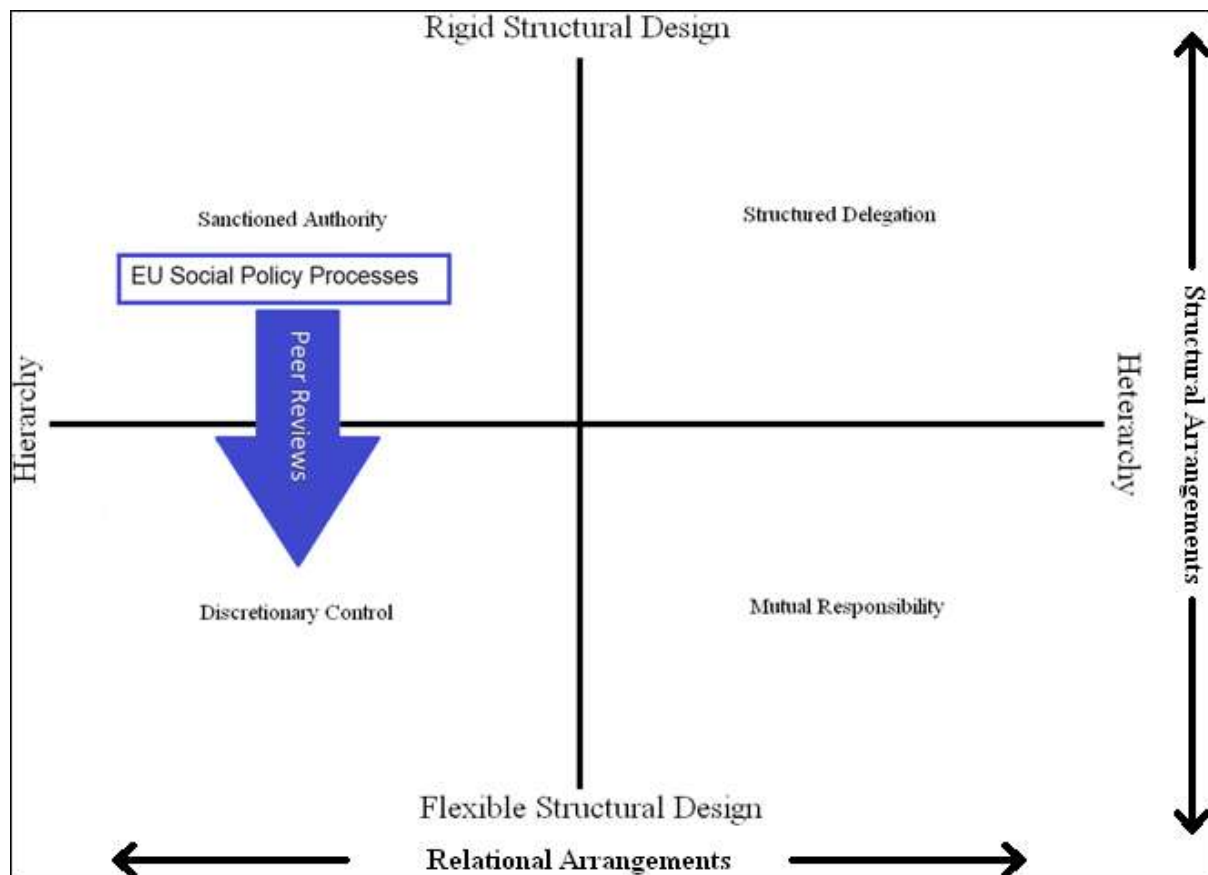 Rigid Structural Design
Sanctioned Authority
Structured Delegation
EU Social Policy Processes
Peer Reviews
Hierarchy
Heterarchy
Structural Arrangements
Discretionary Control
Mutual Responsibility
Flexible Structural Design
Relational Arrangements